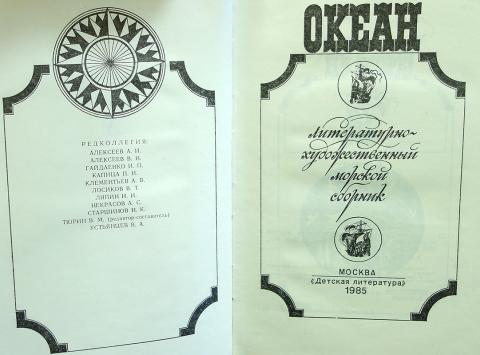 РЕДКОЛЛЕГИЯ:
АЛЕКСЕЕВ А. И.
АЛЕКСЕЕВ В. И.
ГАЙДАЕНКО И. П.
КАПИЦА П. И.
КЛЕМЕНТЬЕВ А. В.
ЛОСИКОВ В. Т.
ЛЯПИН И. И.
НЕКРАСОВ А. С.
СТАРШИНОВ Н. К.
ТЮРИН В. М. (редактор-составитель)
УСТЬЯНЦЕВ В. А.
ОКЕАН
литературно-
художественный
морской
сборник
МОСКВА
«Детская литература»
1985